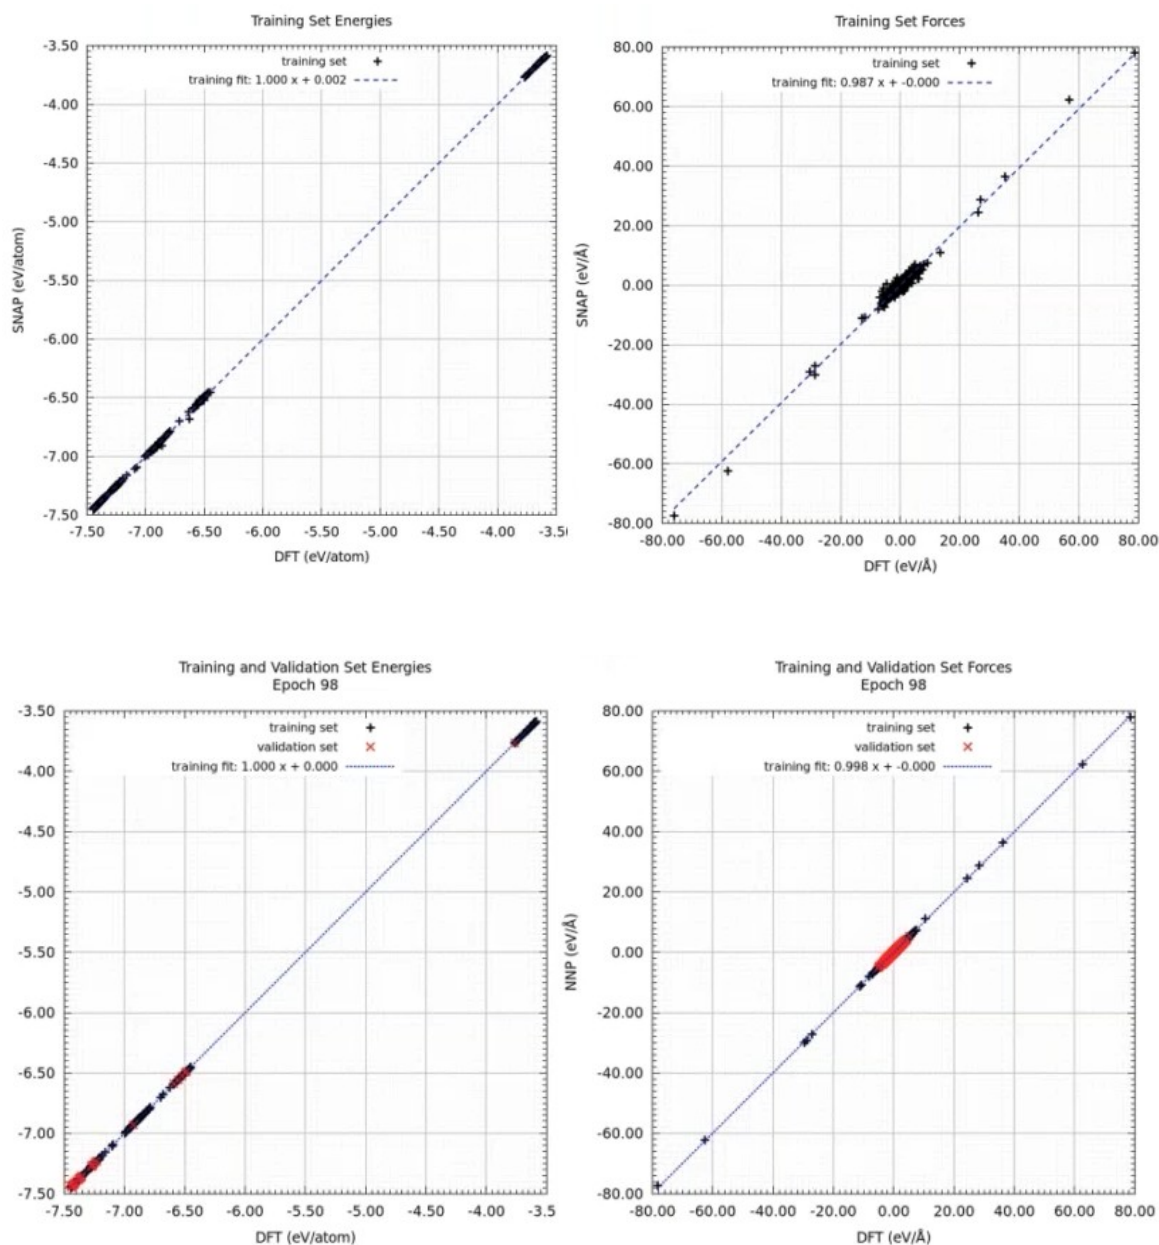 Training Set Energies
-3.50
-4.00
-4.50
-5.00
-5.50
-6.00
-6.50
-7.00
-7.50
SNAP (eV/atom)
training set
training fit: 1.000 x + 0.002
-7.50 -7.00 -6.50 -6.00 -5.50 -5.00 -4.50 -4.00 -3.50
DFT (eV/atom)
Training Set Forces
80.00
60.00
40.00
20.00
0.00
-20.00
-40.00
-60.00
-80.00
SNAP (eV/Å)
training set
training fit: 0.987 x + -0.000
-80.00 -60.00 -40.00 -20.00 0.00 20.00 40.00 60.00 80.00
DFT (eV/Å)
Training and Validation Set Energies
Epoch 98
-3.50
-4.00
-4.50
-5.00
-5.50
-6.00
-6.50
-7.00
-7.50
training set
validation set
training fit: 1.000 x + 0.000
-7.50 -7.00 -6.50 -6.00 -5.50 -5.00 -4.50 -4.00 -3.50
DFT (eV/atom)
Training and Validation Set Forces
Epoch 98
80.00
60.00
40.00
20.00
0.00
-20.00
-40.00
-60.00
-80.00
NNP (eV/Å)
training set
validation set
training fit: 0.998 x + -0.000
-80.00 -60.00 -40.00 -20.00 0.00 20.00 40.00 60.00 80.00
DFT (eV/Å)